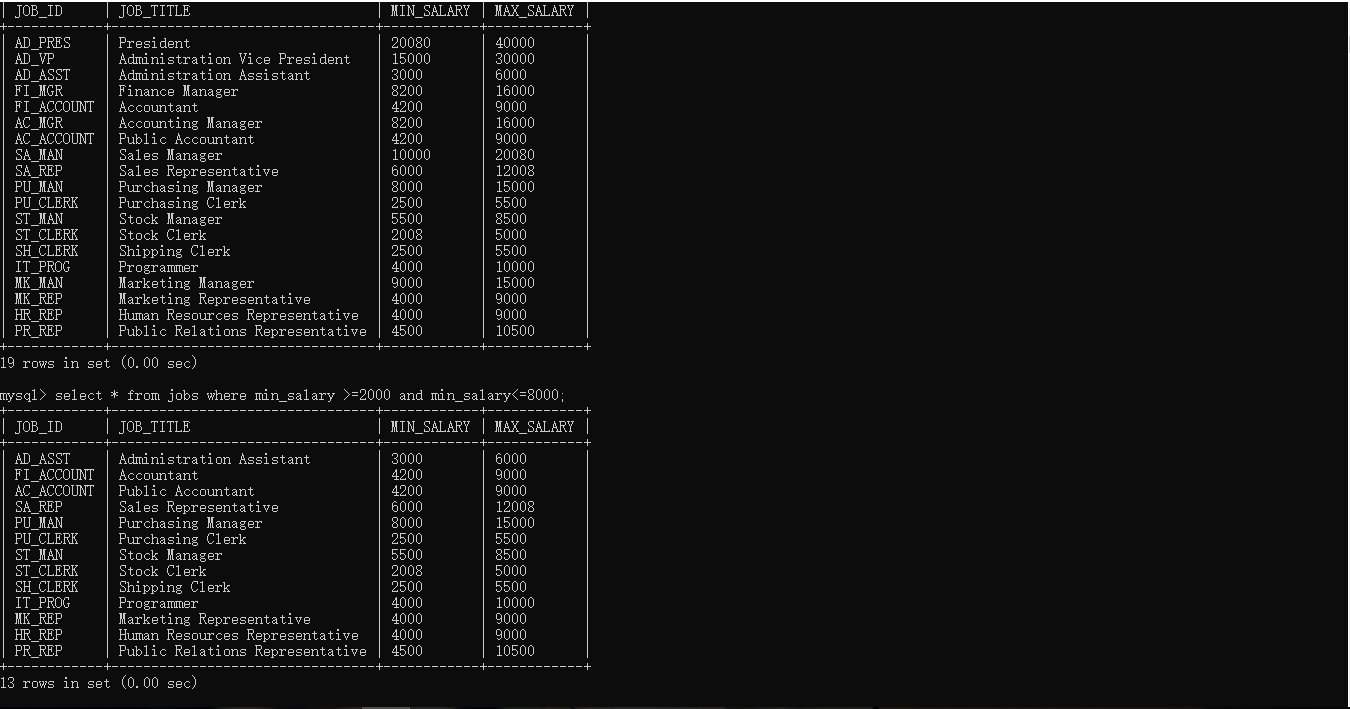 | JOB_ID | JOB_TITLE | MIN_SALARY | MAX_SALARY |
+------------+---------------------------------+------------+------------+
| AD_PRES | President | 20080 | 40000 |
| AD_VP | Administration Vice President | 15000 | 30000 |
| AD_ASST | Administration Assistant | 3000 | 6000 |
| FI_MGR | Finance Manager | 8200 | 16000 |
| FI_ACCOUNT | Accountant | 4200 | 9000 |
| AC_MGR | Accounting Manager | 8200 | 16000 |
| AC_ACCOUNT | Public Accountant | 4200 | 9000 |
| SA_MAN | Sales Manager | 10000 | 20080 |
| SA_REP | Sales Representative | 6000 | 12008 |
| PU_MAN | Purchasing Manager | 8000 | 15000 |
| PU_CLERK | Purchasing Clerk | 2500 | 5500 |
| ST_MAN | Stock Manager | 5500 | 8500 |
| ST_CLERK | Stock Clerk | 2008 | 5000 |
| SH_CLERK | Shipping Clerk | 2500 | 5500 |
| IT_PROG | Programmer | 4000 | 10000 |
| MK_MAN | Marketing Manager | 9000 | 15000 |
| MK_REP | Marketing Representative | 4000 | 9000 |
| HR_REP | Human Resources Representative | 4000 | 9000 |
| PR_REP | Public Relations Representative | 4500 | 10500 |
+------------+---------------------------------+------------+------------+
19 rows in set (0.00 sec)
mysql> select * from jobs where min_salary >=2000 and min_salary<=8000;
+------------+---------------------------------+------------+------------+
| JOB_ID | JOB_TITLE | MIN_SALARY | MAX_SALARY |
+------------+---------------------------------+------------+------------+
| AD_ASST | Administration Assistant | 3000 | 6000 |
| FI_ACCOUNT | Accountant | 4200 | 9000 |
| AC_ACCOUNT | Public Accountant | 4200 | 9000 |
| SA_REP | Sales Representative | 6000 | 12008 |
| PU_MAN | Purchasing Manager | 8000 | 15000 |
| PU_CLERK | Purchasing Clerk | 2500 | 5500 |
| ST_MAN | Stock Manager | 5500 | 8500 |
| ST_CLERK | Stock Clerk | 2008 | 5000 |
| SH_CLERK | Shipping Clerk | 2500 | 5500 |
| IT_PROG | Programmer | 4000 | 10000 |
| MK_REP | Marketing Representative | 4000 | 9000 |
| HR_REP | Human Resources Representative | 4000 | 9000 |
| PR_REP | Public Relations Representative | 4500 | 10500 |
+------------+---------------------------------+------------+------------+
13 rows in set (0.00 sec)